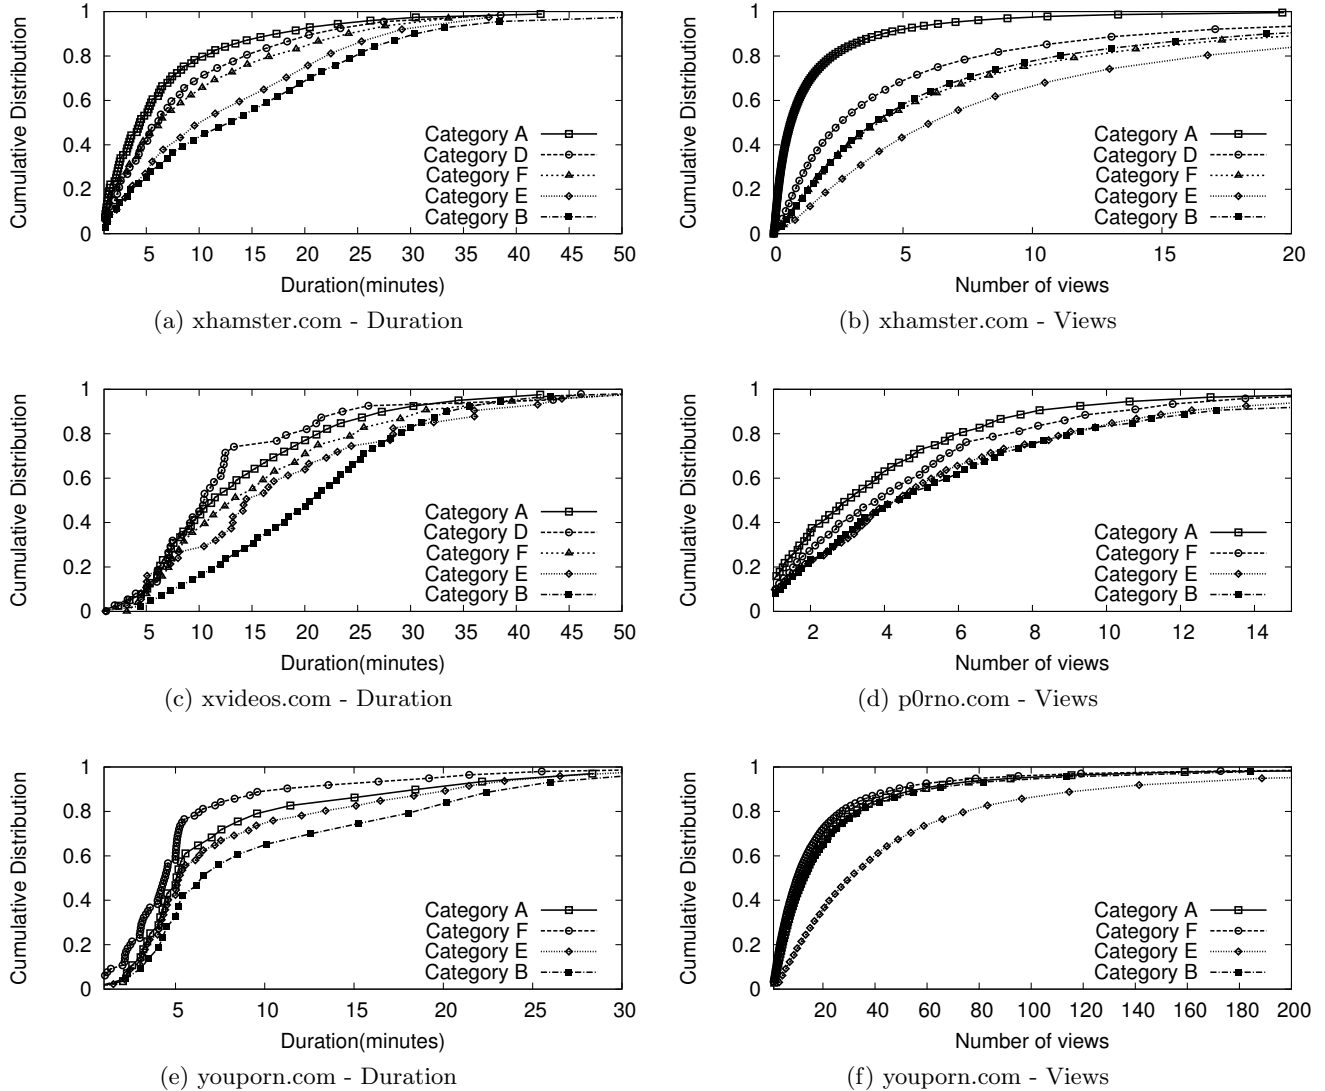 Cumulative Distribution
1
0.8
0.6
0.4
0.2
0
Category A
Category D
Category F
Category E
Category B
5 10 15 20 25 30 35 40 45 50
Duration(minutes)
(a) xhamster.com - Duration
Cumulative Distribution
1
0.8
0.6
0.4
0.2
0
Category A
Category D
Category F
Category E
Category B
0 5 10 15 20
Number of views
(b) xhamster.com - Views
Cumulative Distribution
1
0.8
0.6
0.4
0.2
0
Category A
Category D
Category F
Category E
Category B
5 10 15 20 25 30 35 40 45 50
Duration(minutes)
(c) xvideos.com - Duration
Cumulative Distribution
1
0.8
0.6
0.4
0.2
0
Category A
Category F
Category E
Category B
2 4 6 8 10 12 14
Number of views
(d) p0rno.com - Views
Cumulative Distribution
1
0.8
0.6
0.4
0.2
0
Category A
Category F
Category E
Category B
5 10 15 20 25 30
Duration(minutes)
(e) youporn.com - Duration
Cumulative Distribution
1
0.8
0.6
0.4
0.2
0
Category A
Category F
Category E
Category B
20 40 60 80 100 120 140 160 180 200
Number of views
(f) youporn.com - Views